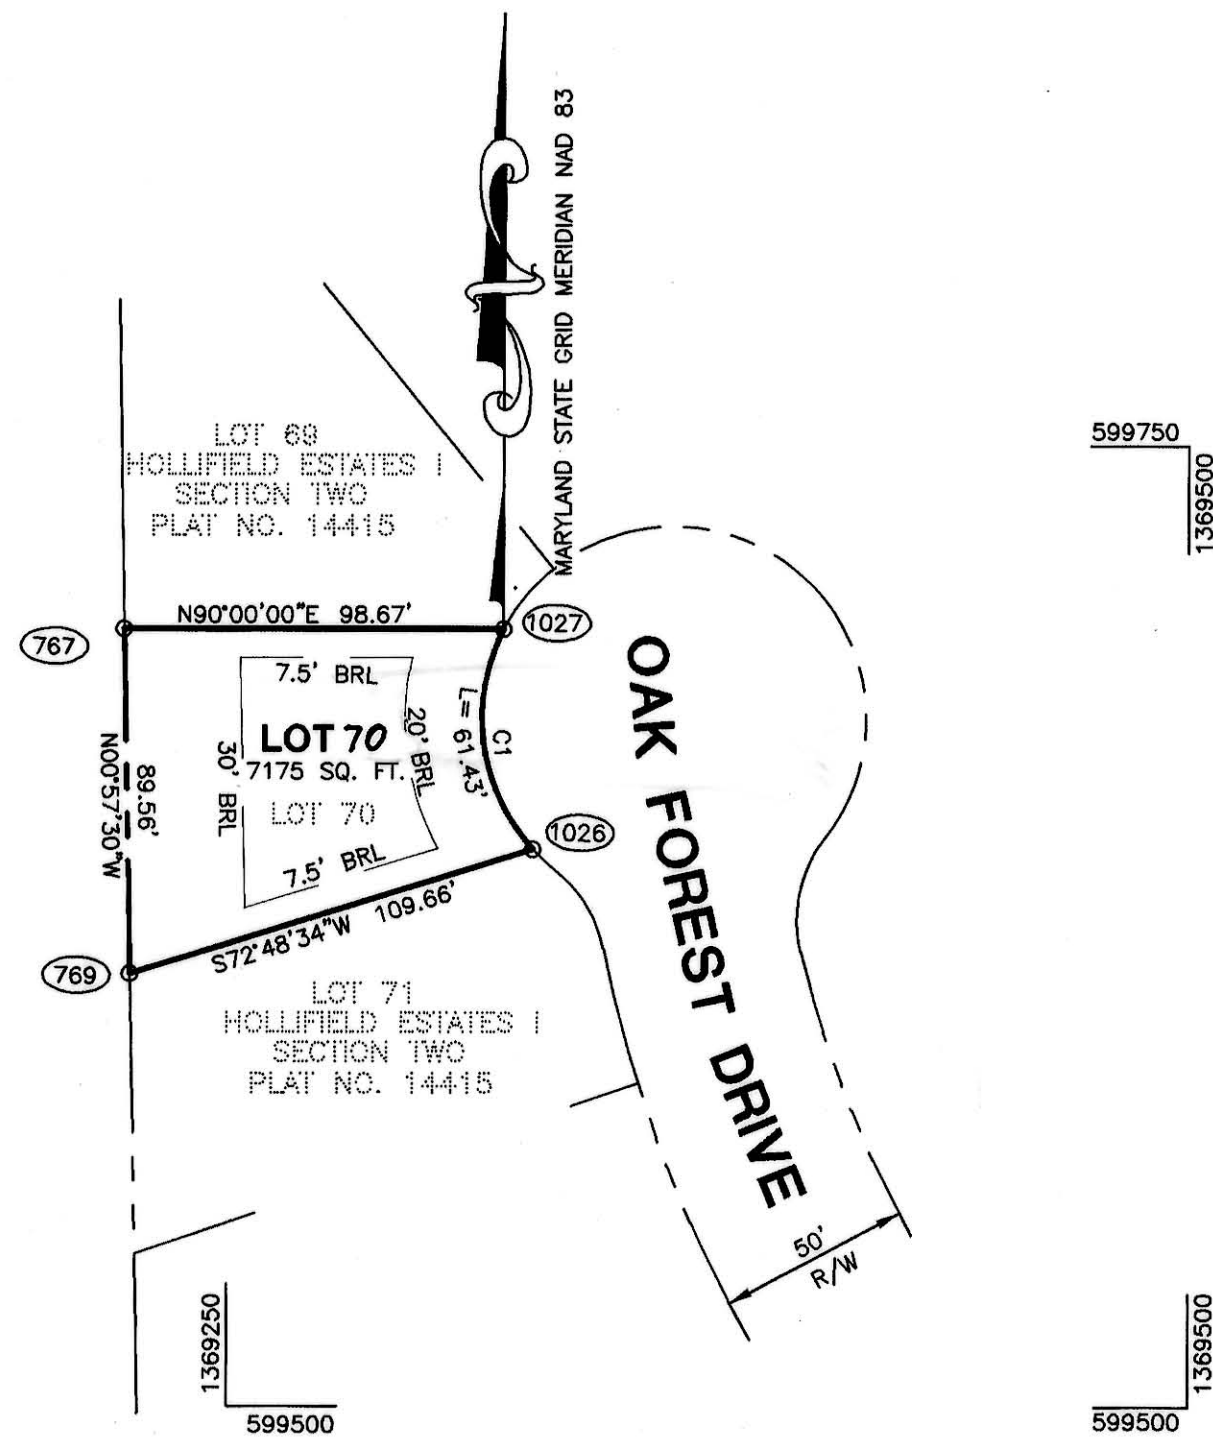 MARYLAND STATE GRID MERIDIAN NAD 83
LOT 69
HOLLIFIELD ESTATES I
SECTION TWO
PLAT NO. 14415
599750
1369500
N90°00'00"E 98.67'
767
1027
7.5' BRL
LOT 70
7175 SQ. FT.
LOT 70
30' BRL
20' BRL
7.5' BRL
L= 61.43'
C1
N00°57'30"W
89.56'
1026
S72°48'34"W 109.66'
769
LOT 71
HOLLIFIELD ESTATES I
SECTION TWO
PLAT NO. 14415
OAK FOREST DRIVE
50'
R/W
1369250
599500
1369500
599500